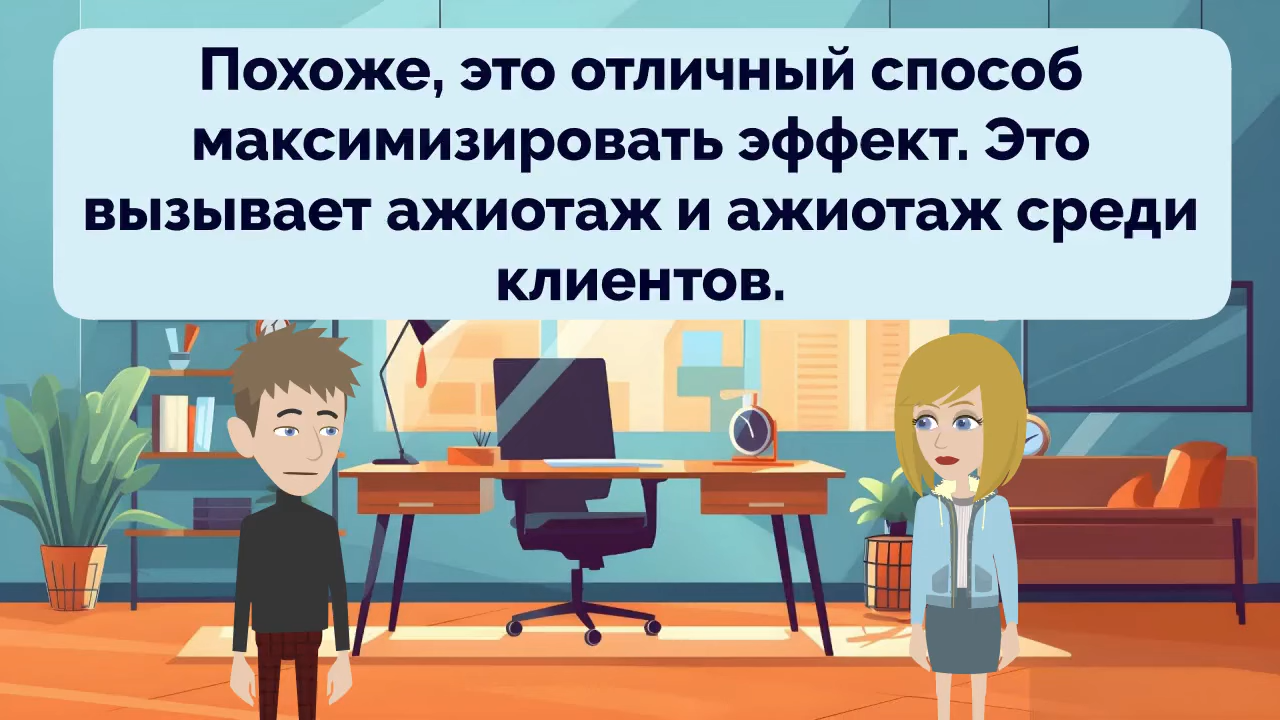 Похоже, это отличный способ
максимизировать эффект. Это
вызывает ажиотаж и ажиотаж среди
клиентов.